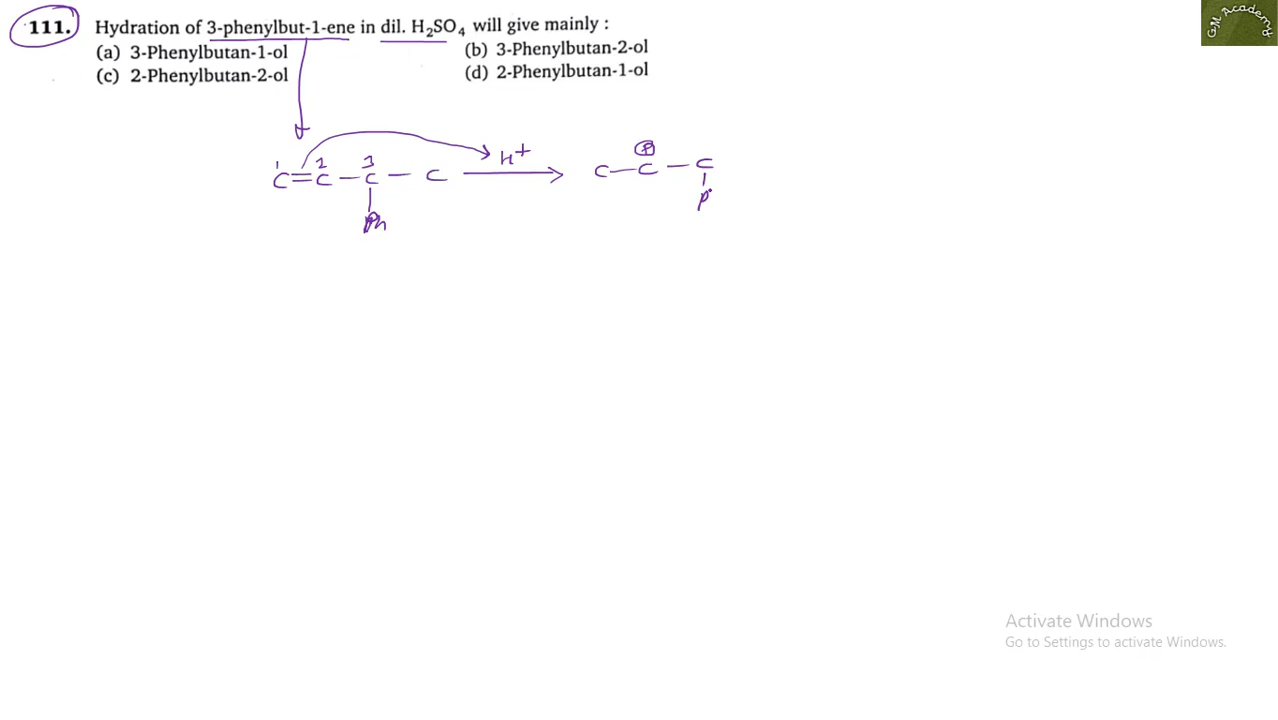 111. Hydration of 3-phenylbut-1-ene in dil. H₂SO₄ will give mainly :
(a) 3-Phenylbutan-1-ol (b) 3-Phenylbutan-2-ol
(c) 2-Phenylbutan-2-ol (d) 2-Phenylbutan-1-ol
GM Academy
1 2 3
C=C-C-C H+ C-C-C
⊕
Ph P
Activate Windows
Go to Settings to activate Windows.